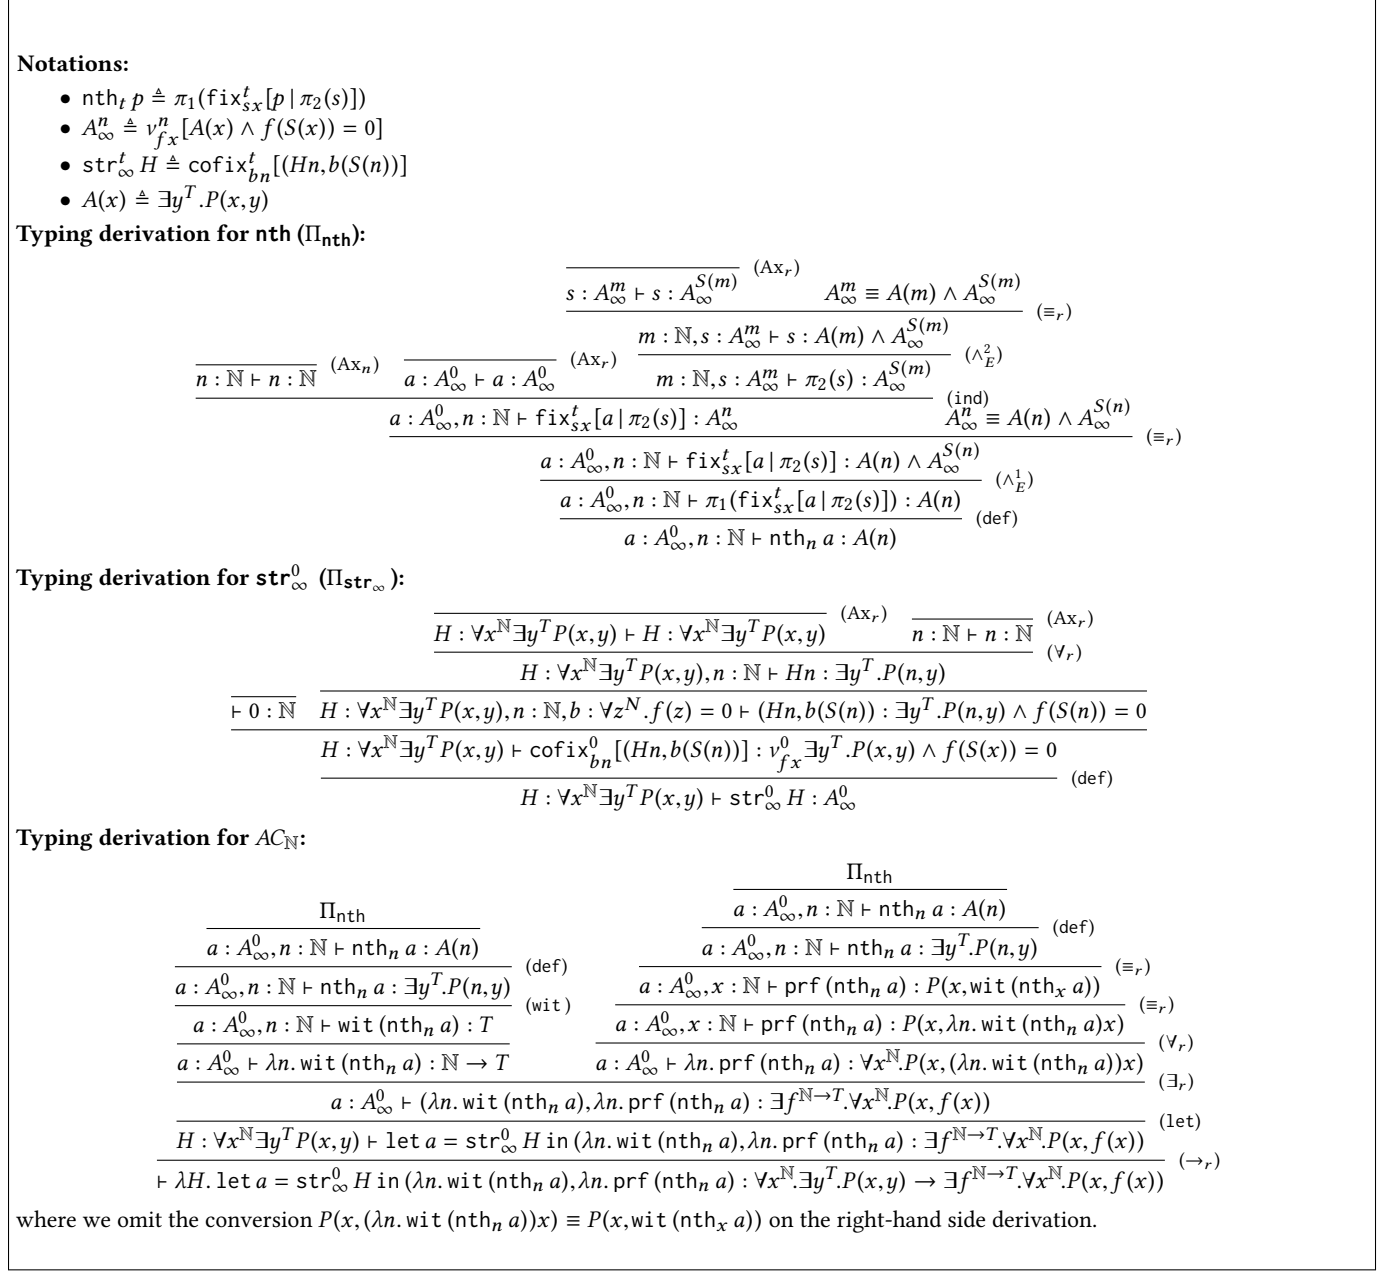 Notations:
• nth_t p ≜ π₁(fix^t_{sx}[p | π₂(s)])
• A^n_∞ ≜ ν^n_{fx}[A(x) ∧ f(S(x)) = 0]
• str^t_∞ H ≜ cofix^t_{bn}[(Hn, b(S(n))]
• A(x) ≜ ∃y^T.P(x, y)
Typing derivation for nth (Π_nth):
(Ax_r)
s : A^m_∞ ⊢ s : A^{S(m)}_∞ A^m_∞ ≡ A(m) ∧ A^{S(m)}_∞
(≡_r)
m : ℕ, s : A^m_∞ ⊢ s : A(m) ∧ A^{S(m)}_∞
(∧²_E)
n : ℕ ⊢ n : ℕ (Ax_n) a : A^0_∞ ⊢ a : A^0_∞ (Ax_r) m : ℕ, s : A^m_∞ ⊢ π₂(s) : A^{S(m)}_∞
(ind)
a : A^0_∞, n : ℕ ⊢ fix^t_{sx}[a | π₂(s)] : A^n_∞ A^n_∞ ≡ A(n) ∧ A^{S(n)}_∞
(≡_r)
a : A^0_∞, n : ℕ ⊢ fix^t_{sx}[a | π₂(s)] : A(n) ∧ A^{S(n)}_∞
(∧¹_E)
a : A^0_∞, n : ℕ ⊢ π₁(fix^t_{sx}[a | π₂(s)]) : A(n)
(def)
a : A^0_∞, n : ℕ ⊢ nth_n a : A(n)
Typing derivation for str^0_∞ (Π_{str_∞}):
H : ∀x^ℕ∃y^T P(x, y) ⊢ H : ∀x^ℕ∃y^T P(x, y) (Ax_r) n : ℕ ⊢ n : ℕ (Ax_r)
(∀_r)
H : ∀x^ℕ∃y^T P(x, y), n : ℕ ⊢ Hn : ∃y^T.P(n, y)
⊢ 0 : ℕ H : ∀x^ℕ∃y^T P(x, y), n : ℕ, b : ∀z^N.f(z) = 0 ⊢ (Hn, b(S(n)) : ∃y^T.P(n, y) ∧ f(S(n)) = 0
H : ∀x^ℕ∃y^T P(x, y) ⊢ cofix^0_{bn}[(Hn, b(S(n))] : ν^0_{fx}∃y^T.P(x, y) ∧ f(S(x)) = 0
(def)
H : ∀x^ℕ∃y^T P(x, y) ⊢ str^0_∞ H : A^0_∞
Typing derivation for AC_ℕ:
Π_nth Π_nth
a : A^0_∞, n : ℕ ⊢ nth_n a : A(n) a : A^0_∞, n : ℕ ⊢ nth_n a : A(n)
(def) (def)
a : A^0_∞, n : ℕ ⊢ nth_n a : ∃y^T.P(n, y) a : A^0_∞, n : ℕ ⊢ nth_n a : ∃y^T.P(n, y)
(wit) (≡_r)
a : A^0_∞, n : ℕ ⊢ wit (nth_n a) : T a : A^0_∞, x : ℕ ⊢ prf (nth_n a) : P(x, wit (nth_x a))
(≡_r)
a : A^0_∞, x : ℕ ⊢ prf (nth_n a) : P(x, λn. wit (nth_n a)x)
(∀_r)
a : A^0_∞ ⊢ λn. wit (nth_n a) : ℕ → T a : A^0_∞ ⊢ λn. prf (nth_n a) : ∀x^ℕ.P(x, (λn. wit (nth_n a))x)
(∃_r)
a : A^0_∞ ⊢ (λn. wit (nth_n a), λn. prf (nth_n a) : ∃f^{ℕ→T}.∀x^ℕ.P(x, f(x))
(let)
H : ∀x^ℕ∃y^T P(x, y) ⊢ let a = str^0_∞ H in (λn. wit (nth_n a), λn. prf (nth_n a) : ∃f^{ℕ→T}.∀x^ℕ.P(x, f(x))
(→_r)
⊢ λH. let a = str^0_∞ H in (λn. wit (nth_n a), λn. prf (nth_n a) : ∀x^ℕ.∃y^T.P(x, y) → ∃f^{ℕ→T}.∀x^ℕ.P(x, f(x))
where we omit the conversion P(x, (λn. wit (nth_n a))x) ≡ P(x, wit (nth_x a)) on the right-hand side derivation.